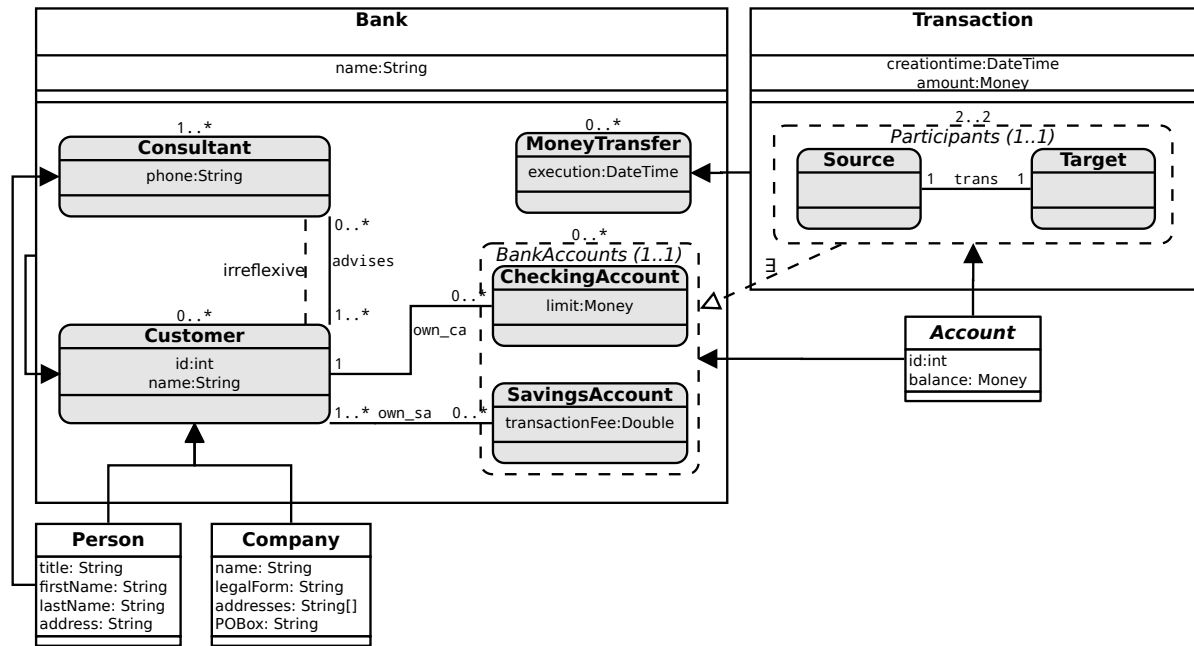 Bank
name:String
Transaction
creationtime:DateTime
amount:Money
1..*
Consultant
phone:String
0..*
MoneyTransfer
execution:DateTime
2..2
Participants (1..1)
Source
1 trans 1
Target
0..*
advises
irreflexive
1..*
0..*
Customer
id:int
name:String
0..*
BankAccounts (1..1)
CheckingAccount
limit:Money
∃
0..*
own_ca
1
SavingsAccount
transactionFee:Double
1..* own_sa 0..*
Account
id:int
balance: Money
Person
title: String
firstName: String
lastName: String
address: String
Company
name: String
legalForm: String
addresses: String[]
POBox: String